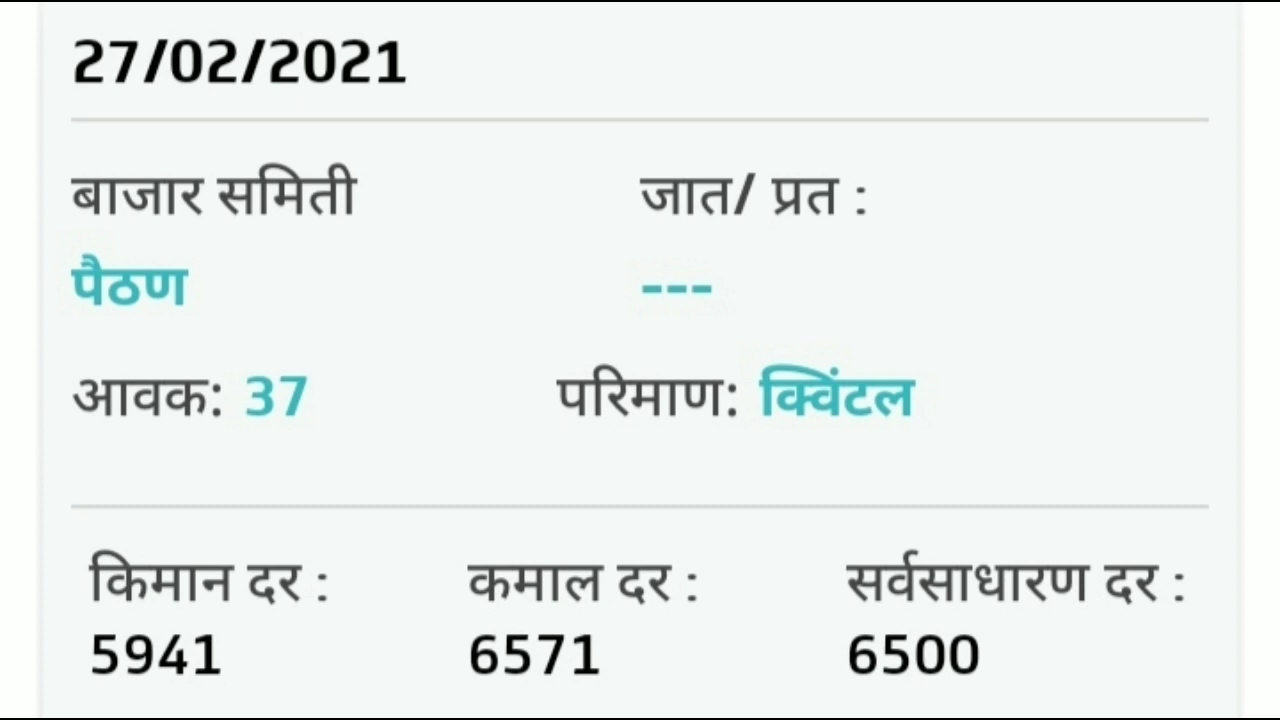 27/02/2021
बाजार समिती जात/ प्रत :
पैठण ---
आवक: 37 परिमाण: क्विंटल
किमान दर : कमाल दर : सर्वसाधारण दर :
5941 6571 6500